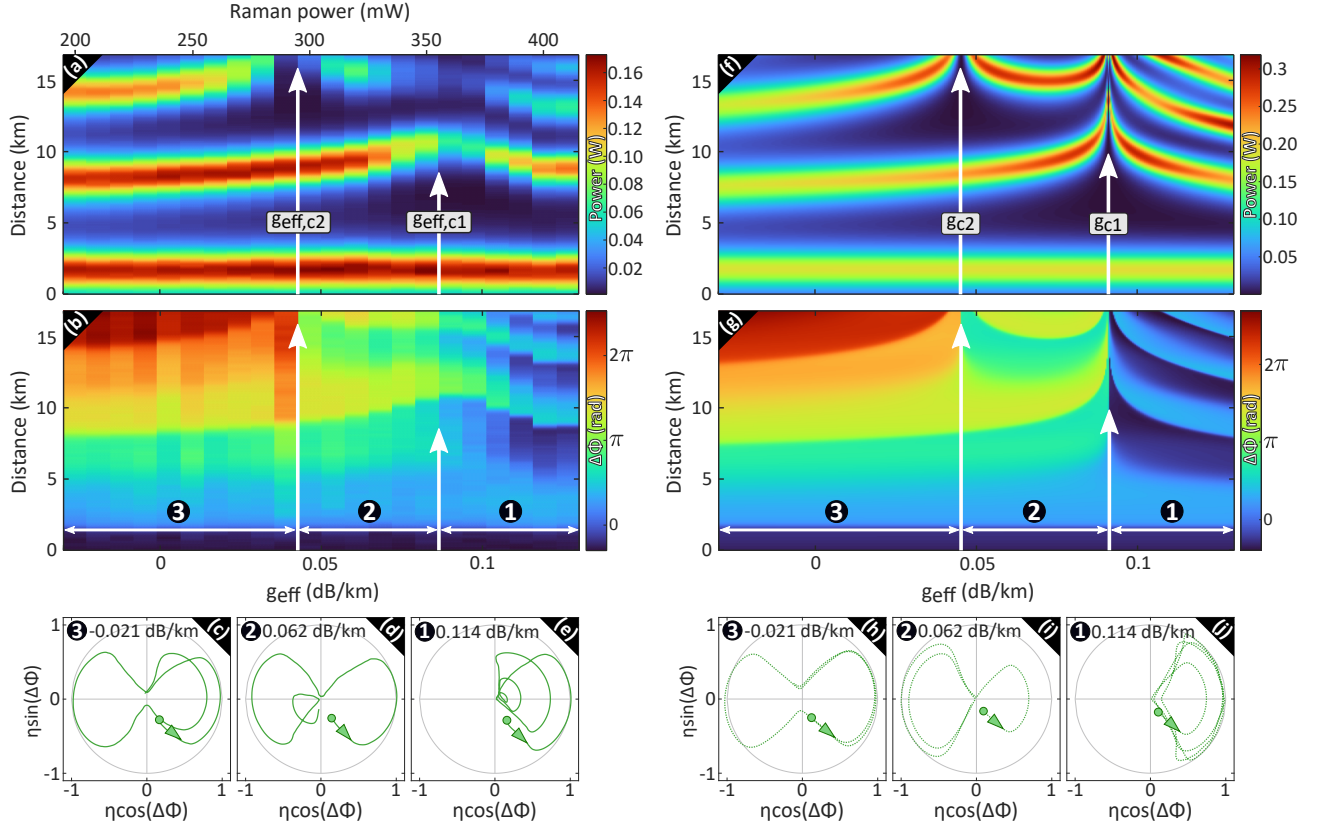 Raman power (mW)
200 250 300 350 400
(a)
15
10
5
0
Distance (km)
geff,c2
geff,c1
0.16
0.14
0.12
0.10
0.08
0.06
0.04
0.02
Power (W)
(f)
15
10
5
0
Distance (km)
gc2
gc1
0.3
0.25
0.20
0.15
0.1
0.05
Power (W)
(b)
15
10
5
0
Distance (km)
3 2 1
2π
π
0
ΔΦ (rad)
0 0.05 0.1
geff (dB/km)
(g)
15
10
5
0
Distance (km)
3 2 1
2π
π
0
ΔΦ (rad)
0 0.05 0.1
geff (dB/km)
3 -0.021 dB/km (c)
2 0.062 dB/km (d)
1 0.114 dB/km (e)
1
0
-1
ηsin(ΔΦ)
-1 0 1
-1 0 1
-1 0 1
ηcos(ΔΦ)
ηcos(ΔΦ)
ηcos(ΔΦ)
3 -0.021 dB/km (h)
2 0.062 dB/km (i)
1 0.114 dB/km (j)
1
0
-1
ηsin(ΔΦ)
-1 0 1
-1 0 1
-1 0 1
ηcos(ΔΦ)
ηcos(ΔΦ)
ηcos(ΔΦ)